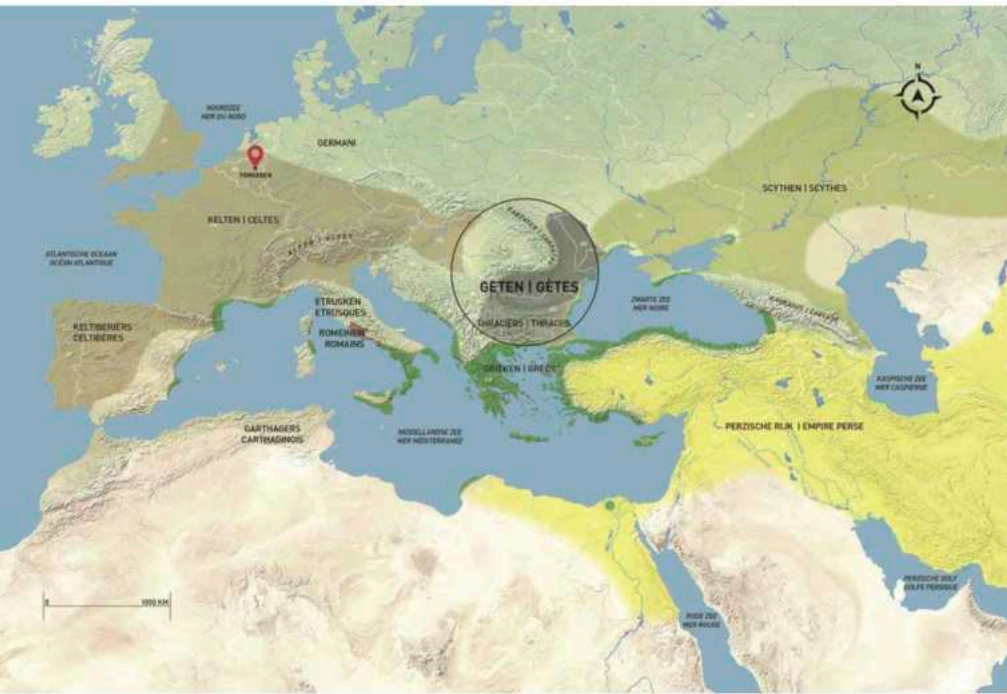 N
NOORDZEE
MER DU NORD
GERMANI
TONGEREN
SCYTHEN | SCYTHES
KELTEN | CELTES
ALPEN | ALPES
ATLANTISCHE OCEAAN
OCÉAN ATLANTIQUE
GETEN | GÈTES
ZWARTE ZEE
MER NOIRE
ETRUSKEN
ETRUSQUES
ROMEINEN
ROMAINS
THRACIËRS | THRACES
KELTIBERIËRS
CELTIBÈRES
GRIEKEN | GRECS
KASPISCHE ZEE
MER CASPIENNE
CARTHAGERS
CARTHAGINOIS
MIDDELLANDSE ZEE
MER MÉDITERRANÉE
PERZISCHE RIJK | EMPIRE PERSE
PERZISCHE GOLF
GOLFE PERSIQUE
0 1000 KM
RODE ZEE
MER ROUGE